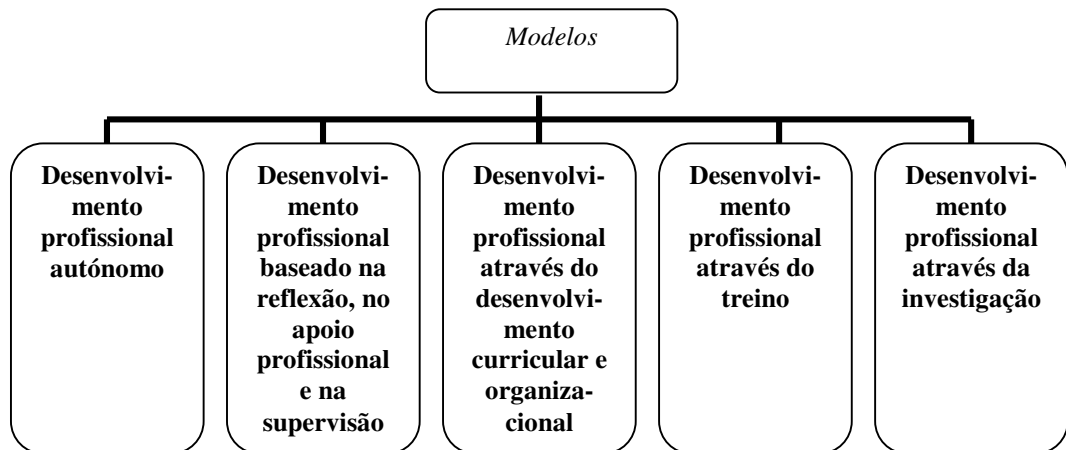 Modelos
Desenvolvi-
mento
profissional
autónomo
Desenvolvi-
mento
profissional
baseado na
reflexão, no
apoio
profissional
e na
supervisão
Desenvolvi-
mento
profissional
através do
desenvolvi-
mento
curricular e
organiza-
cional
Desenvolvi-
mento
profissional
através do
treino
Desenvolvi-
mento
profissional
através da
investigação